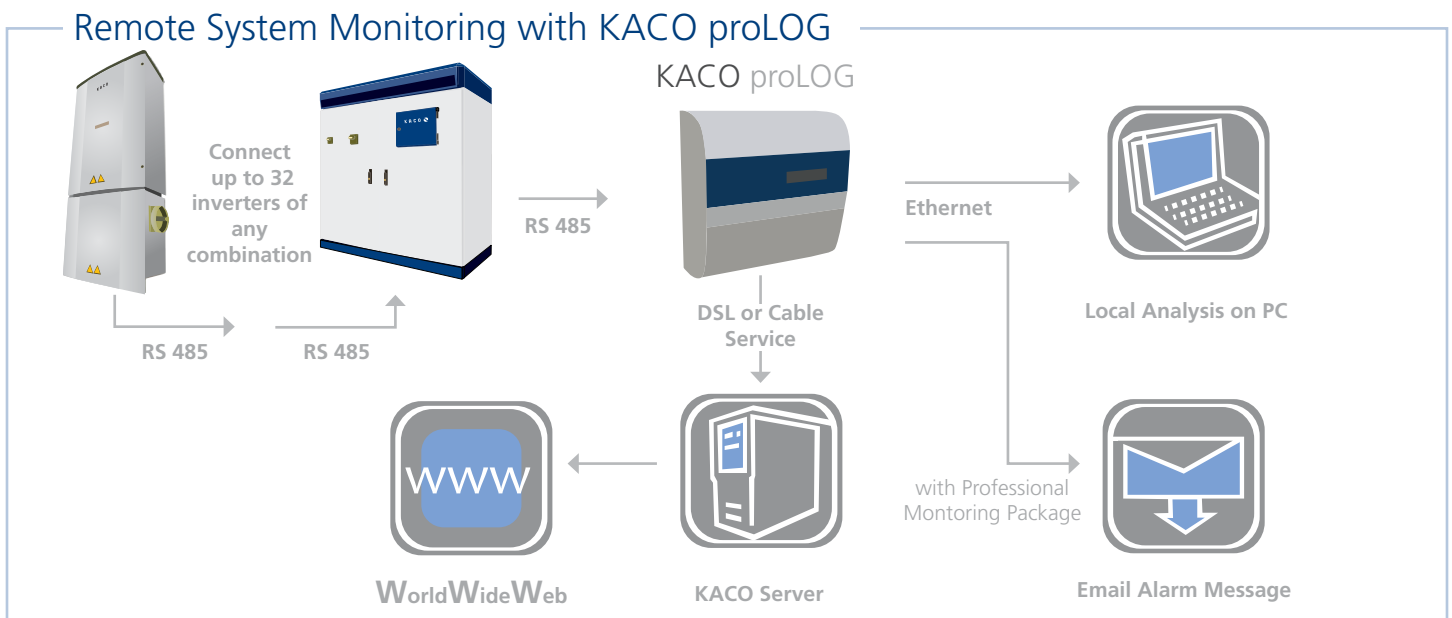 Remote System Monitoring with KACO proLOG
KACO proLOG
KACO
KACO
Connect
up to 32
inverters of
any
combination
RS 485
Ethernet
RS 485
RS 485
DSL or Cable
Service
Local Analysis on PC
www
with Professional
Montoring Package
WorldWideWeb
KACO Server
Email Alarm Message